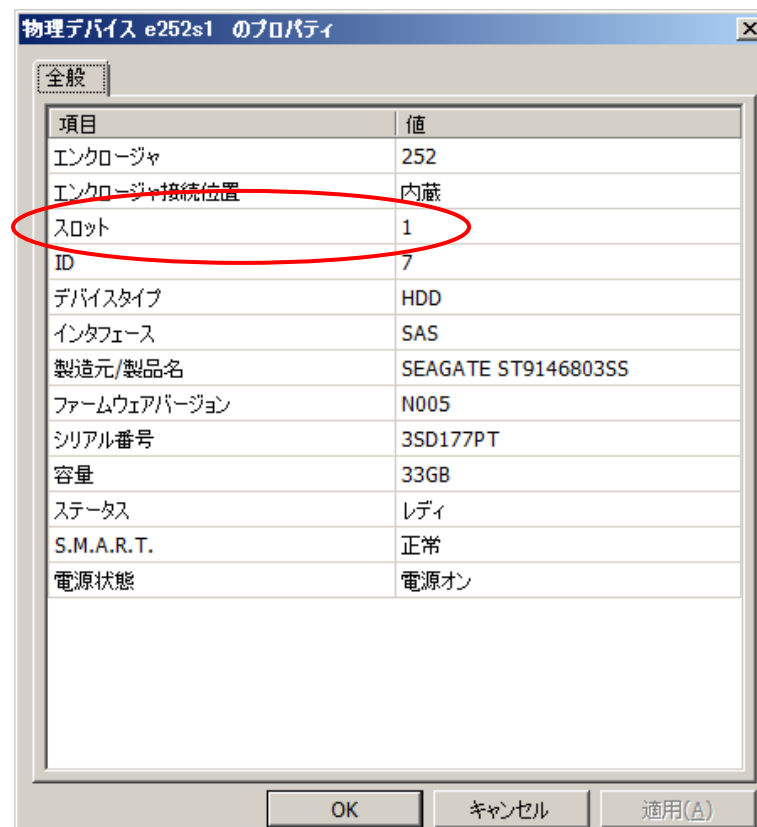 物理デバイス e252s1 のプロパティ
全般
項目 値
エンクロージャ 252
エンクロージャ接続位置 内蔵
スロット 1
ID 7
デバイスタイプ HDD
インタフェース SAS
製造元/製品名 SEAGATE ST9146803SS
ファームウェアバージョン N005
シリアル番号 3SD177PT
容量 33GB
ステータス レディ
S.M.A.R.T. 正常
電源状態 電源オン
OK キャンセル 適用(A)